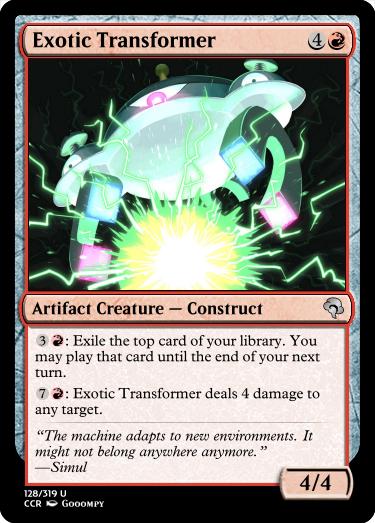 Exotic Transformer 4
Artifact Creature — Construct
3 : Exile the top card of your library. You
may play that card until the end of your next
turn.
7 : Exotic Transformer deals 4 damage to
any target.
“The machine adapts to new environments. It
might not belong anywhere anymore.”
—Simul
4/4
128/319 U
CCR Gooompy